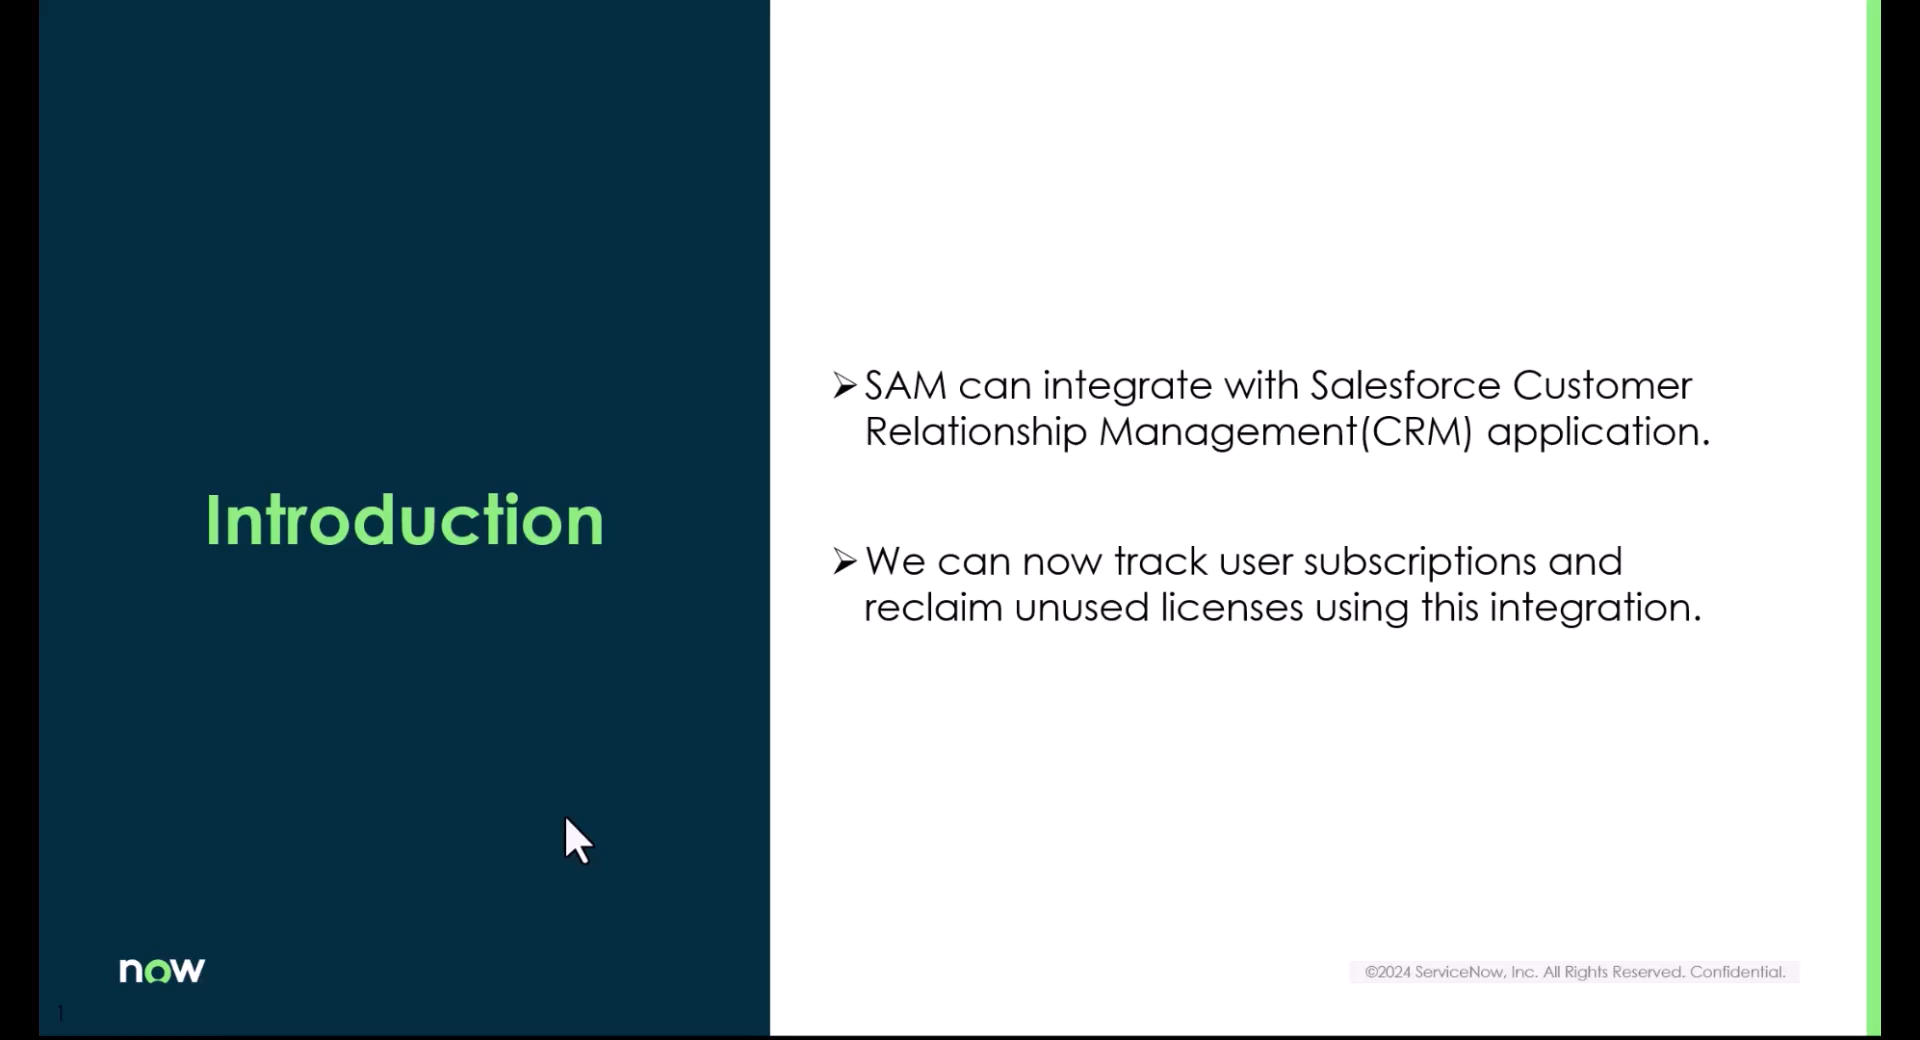 Introduction
➢SAM can integrate with Salesforce Customer
Relationship Management(CRM) application.
➢We can now track user subscriptions and
reclaim unused licenses using this integration.
now
©2024 ServiceNow, Inc. All Rights Reserved. Confidential.
1